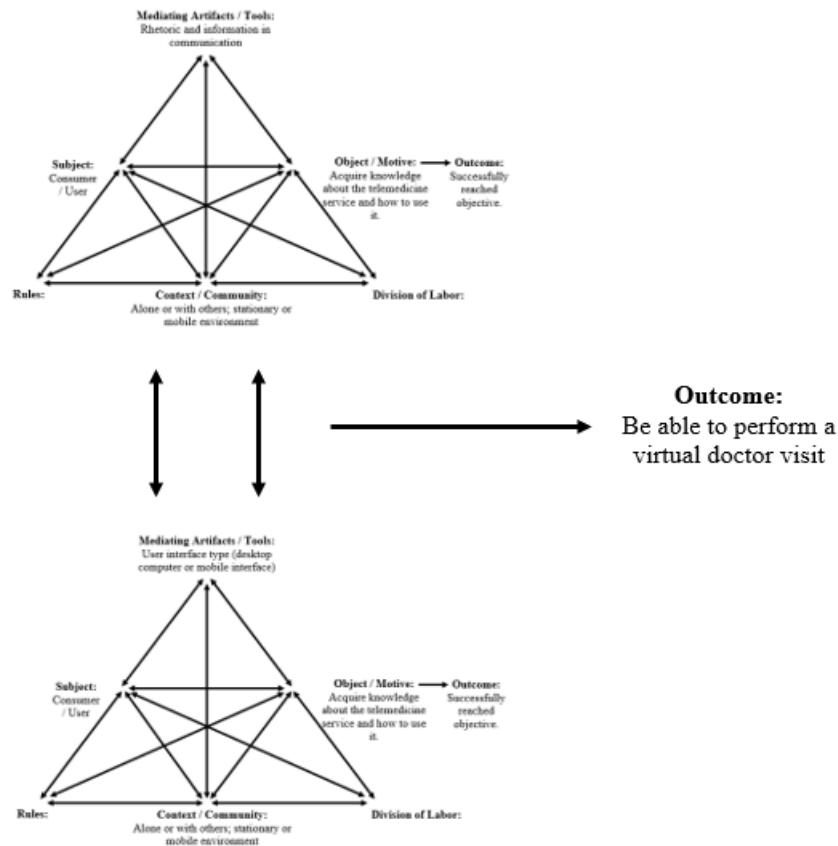 Mediating Artifacts / Tools:
Rhetoric and information in
communication
Subject:
Consumer
/ User
Object / Motive:
Acquire knowledge
about the telemedicine
service and how to use
it.
Outcome:
Successfully
reached
objective.
Rules:
Context / Community:
Alone or with others; stationary or
mobile environment
Division of Labor:
Outcome:
Be able to perform a
virtual doctor visit
Mediating Artifacts / Tools:
User interface type (desktop
computer or mobile interface)
Subject:
Consumer
/ User
Object / Motive:
Acquire knowledge
about the telemedicine
service and how to use
it.
Outcome:
Successfully
reached
objective.
Rules:
Context / Community:
Alone or with others; stationary or
mobile environment
Division of Labor: